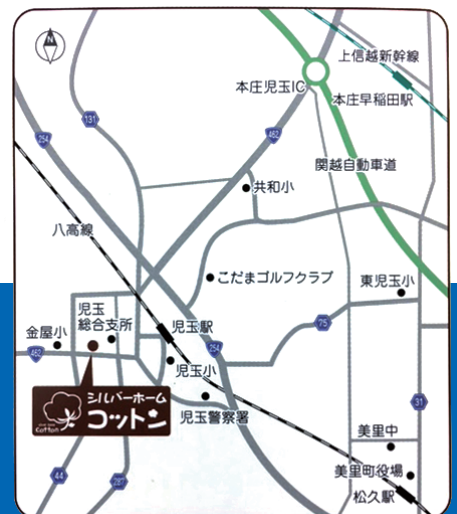 N
上信越新幹線
本庄児玉IC
本庄早稲田駅
254
131
462
関越自動車道
共和小
八高線
こだまゴルフクラブ
東児玉小
児玉
総合支所
児玉駅
75
金屋小
462
254
児玉小
シルバーホーム
コットン
Cotton
児玉警察署
31
美里中
44
美里町役場
松久駅